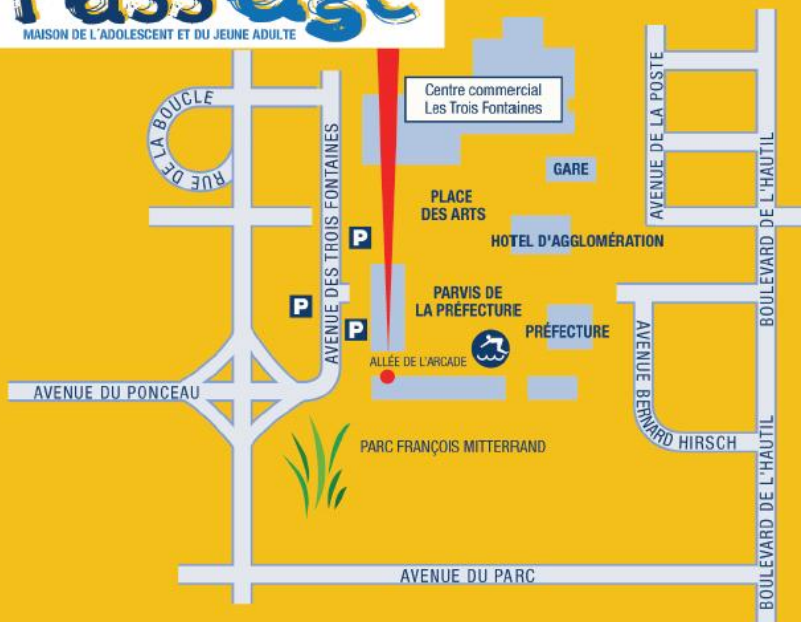 Pass'age
MAISON DE L'ADOLESCENT ET DU JEUNE ADULTE
Centre commercial
Les Trois Fontaines
RUE DE LA BOUCLE
AVENUE DES TROIS FONTAINES
AVENUE DE LA POSTE
BOULEVARD DE L'HAUTIL
GARE
PLACE
DES ARTS
P
HOTEL D'AGGLOMÉRATION
PARVIS DE
LA PRÉFECTURE
P
P
PRÉFECTURE
ALLÉE DE L'ARCADE
AVENUE BERNARD HIRSCH
AVENUE DU PONCEAU
PARC FRANÇOIS MITTERRAND
BOULEVARD DE L'HAUTIL
AVENUE DU PARC